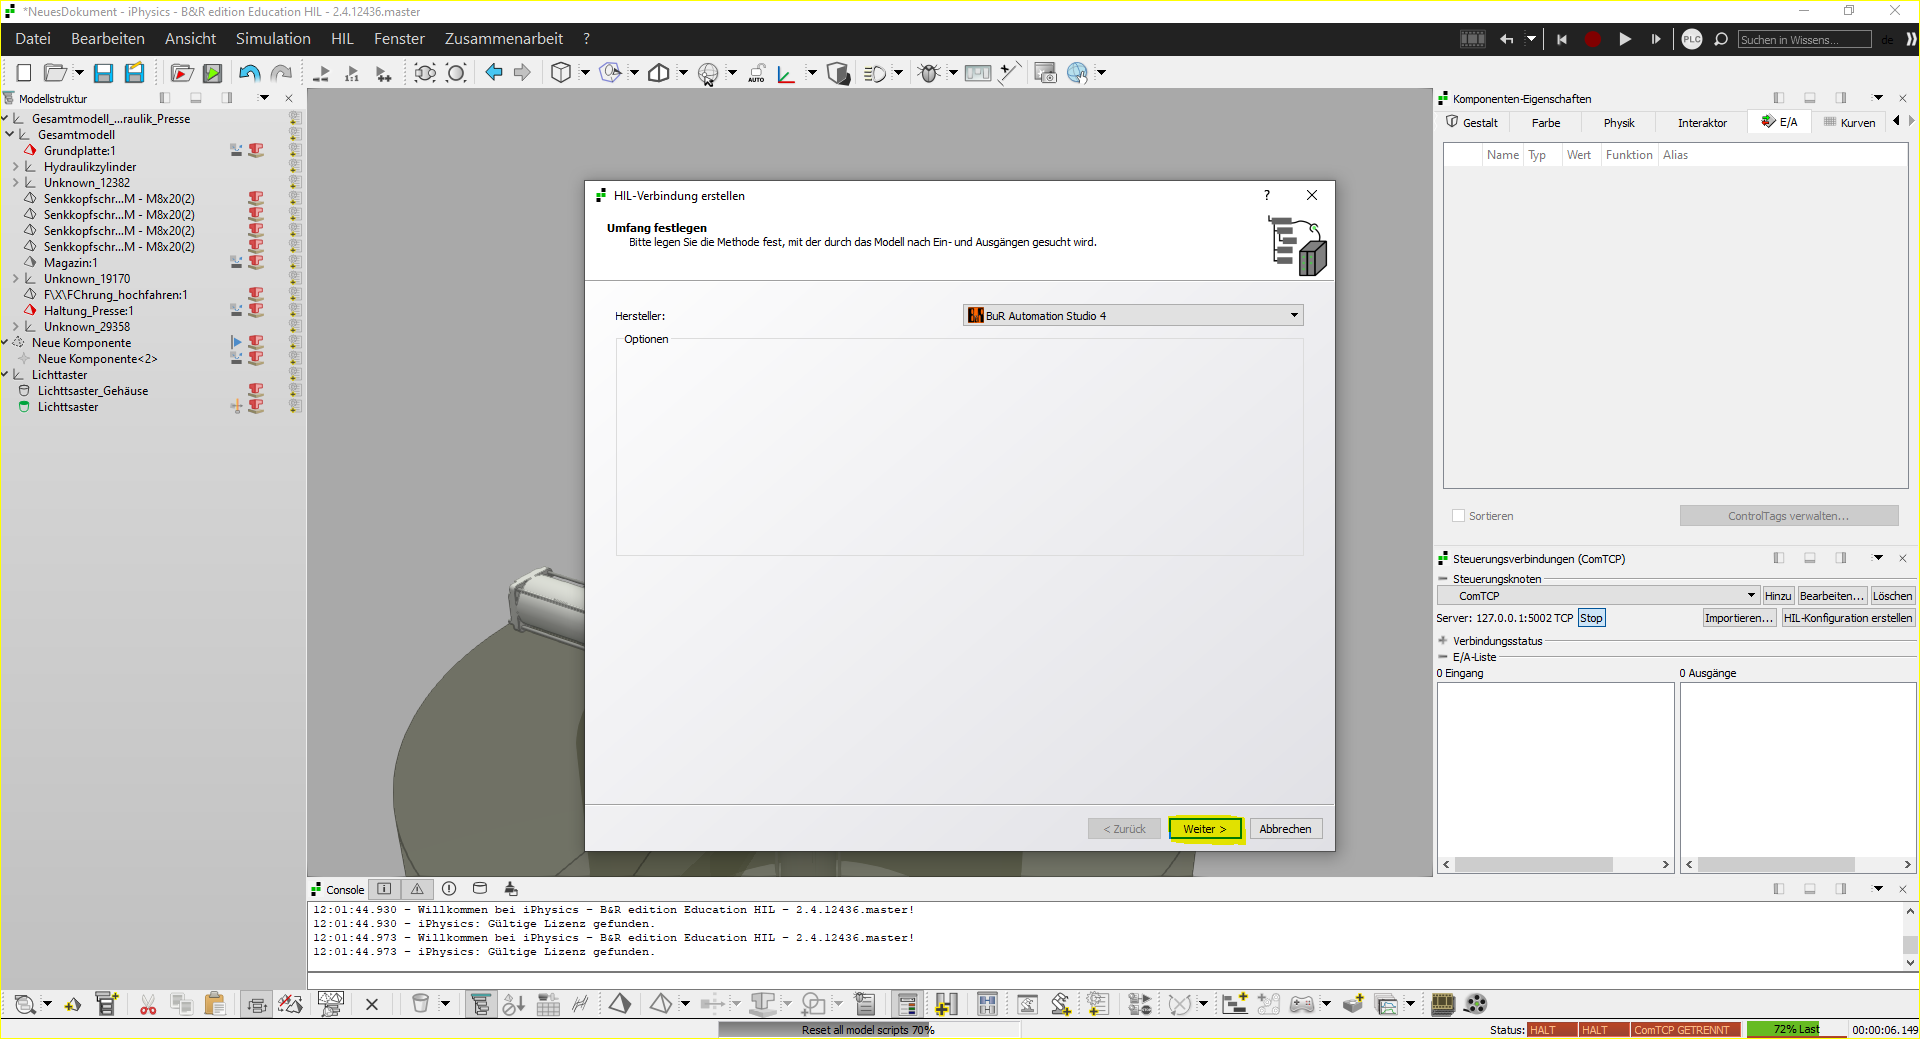 *NeuesDokument - iPhysics - B&R edition Education HIL - 2.4.12436.master
Datei Bearbeiten Ansicht Simulation HIL Fenster Zusammenarbeit ?
PLC
Suchen in Wissens...
de
1:1
AUTO
Modellstruktur
Gesamtmodell_...raulik_Presse
Gesamtmodell
Grundplatte:1
Hydraulikzylinder
Unknown_12382
Senkkopfschr...M - M8x20(2)
Senkkopfschr...M - M8x20(2)
Senkkopfschr...M - M8x20(2)
Senkkopfschr...M - M8x20(2)
Magazin:1
Unknown_19170
F\X\FChrung_hochfahren:1
Haltung_Presse:1
Unknown_29358
Neue Komponente
Neue Komponente<2>
Lichttaster
Lichttsaster_Gehäuse
Lichttsaster
HIL-Verbindung erstellen
?
Umfang festlegen
Bitte legen Sie die Methode fest, mit der durch das Modell nach Ein- und Ausgängen gesucht wird.
Hersteller:
BuR Automation Studio 4
Optionen
< Zurück
Weiter >
Abbrechen
Komponenten-Eigenschaften
Gestalt Farbe Physik Interaktor E/A Kurven
Name Typ Wert Funktion Alias
Sortieren
ControlTags verwalten...
Steuerungsverbindungen (ComTCP)
Steuerungsknoten
ComTCP
Hinzu
Bearbeiten...
Löschen
Server: 127.0.0.1:5002 TCP
Stop
Importieren...
HIL-Konfiguration erstellen
Verbindungsstatus
E/A-Liste
0 Eingang
0 Ausgänge
Console
12:01:44.930 - Willkommen bei iPhysics - B&R edition Education HIL - 2.4.12436.master!
12:01:44.930 - iPhysics: Gültige Lizenz gefunden.
12:01:44.973 - Willkommen bei iPhysics - B&R edition Education HIL - 2.4.12436.master!
12:01:44.973 - iPhysics: Gültige Lizenz gefunden.
Reset all model scripts 70%
Status:
HALT
HALT
ComTCP GETRENNT
72% Last
00:00:06.149